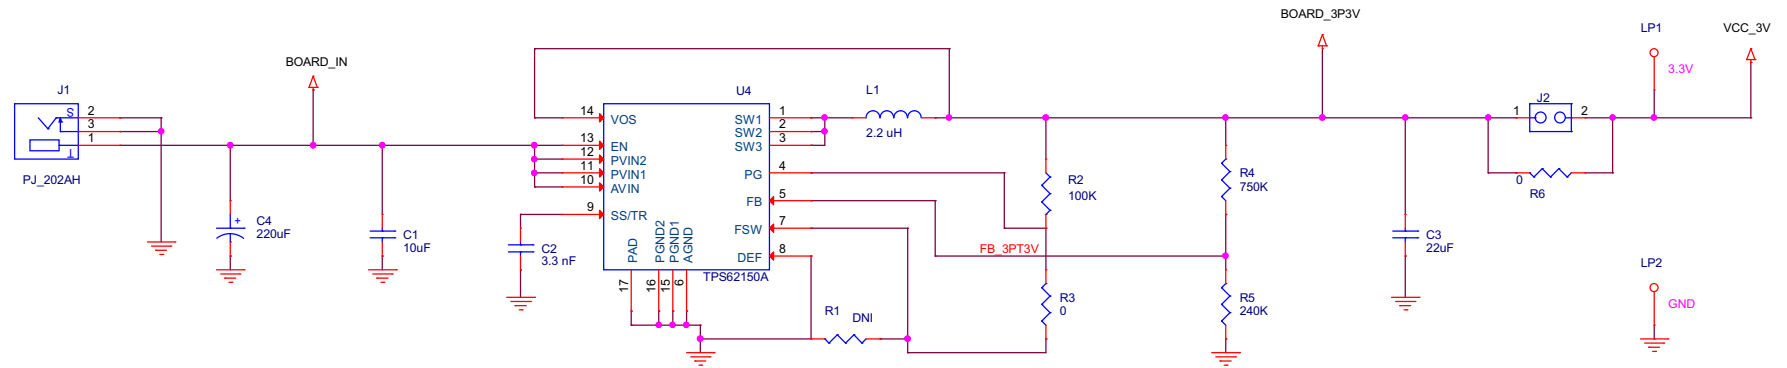 BOARD_3P3V
LP1
VCC_3V
BOARD_IN
3.3V
J1
U4
L1
J2
S
2
3
1
T
PJ_202AH
14
VOS
13
EN
12
PVIN2
11
PVIN1
10
AVIN
9
SS/TR
SW1
1
SW2
2
SW3
3
PG
4
FB
5
FSW
7
DEF
8
2.2 uH
1
2
R2
100K
R4
750K
0
R6
+
C4
220uF
C1
10uF
C2
3.3 nF
PAD
PGND2
PGND1
AGND
TPS62150A
17
16
15
6
FB_3PT3V
C3
22uF
LP2
GND
R1
DNI
R3
0
R5
240K